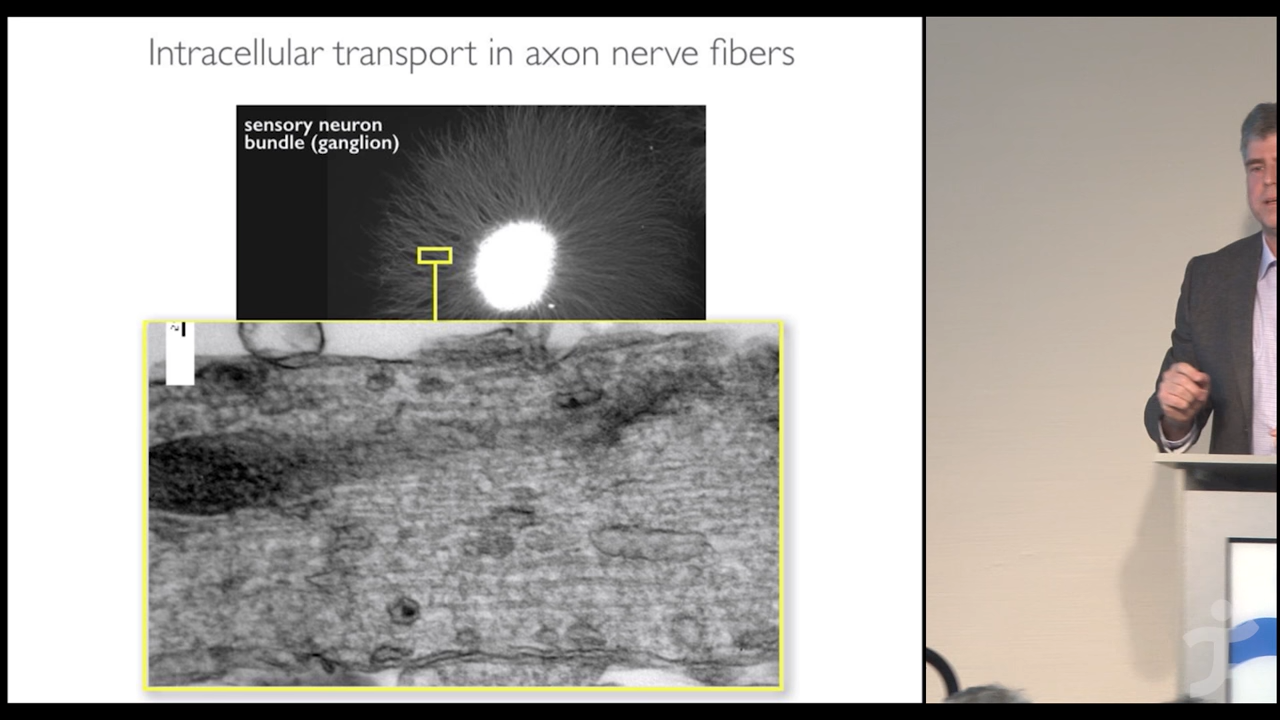 Intracellular transport in axon nerve fibers
sensory neuron
bundle (ganglion)